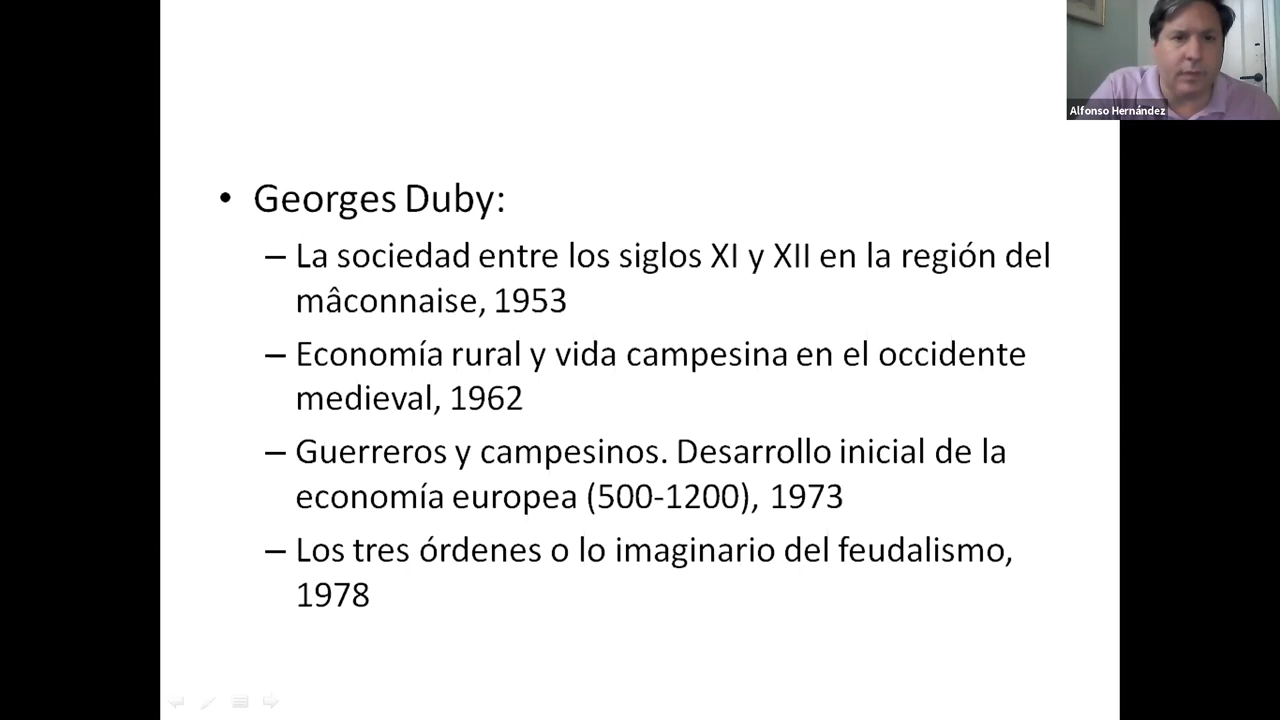 Alfonso Hernández
• Georges Duby:
– La sociedad entre los siglos XI y XII en la región del
mâconnaise, 1953
– Economía rural y vida campesina en el occidente
medieval, 1962
– Guerreros y campesinos. Desarrollo inicial de la
economía europea (500-1200), 1973
– Los tres órdenes o lo imaginario del feudalismo,
1978